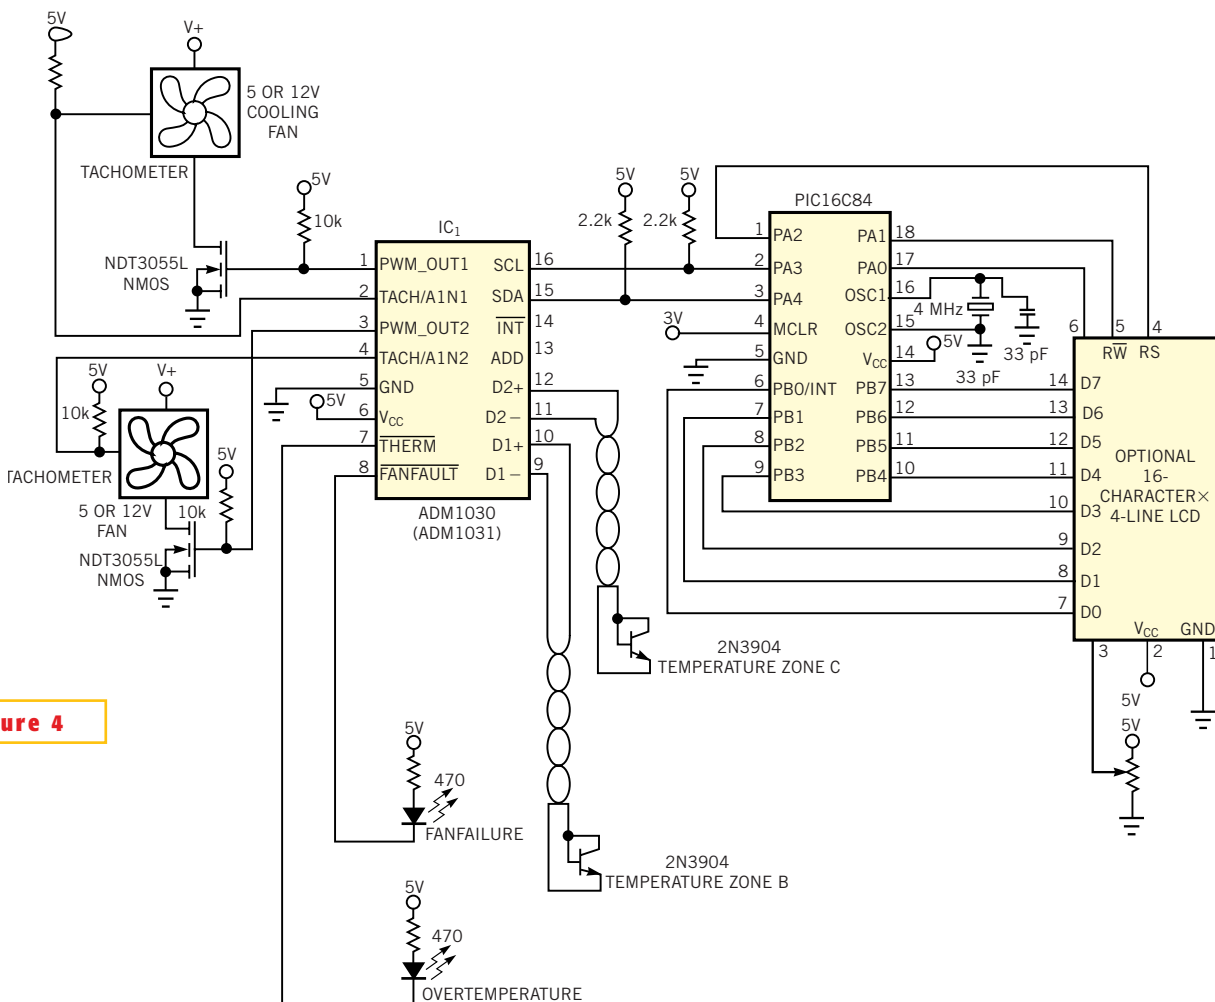 5V
V+
5 OR 12V
COOLING
FAN
TACHOMETER
5V
10k
NDT3055L
NMOS
IC1
1 PWM_OUT1 SCL 16
2 TACH/A1N1 SDA 15
3 PWM_OUT2 INT 14
4 TACH/A1N2 ADD 13
5 GND D2+ 12
6 VCC D2− 11
7 THERM D1+ 10
8 FANFAULT D1− 9
5V
ADM1030
(ADM1031)
5V
V+
10k
TACHOMETER
5 OR 12V
FAN
5V
10k
NDT3055L
NMOS
5V
5V
2.2k
2.2k
PIC16C84
1 PA2 PA1 18
2 PA3 PA0 17
3 PA4 OSC1 16
4 MCLR OSC2 15
5 GND VCC 14
6 PB0/INT PB7 13
7 PB1 PB6 12
8 PB2 PB5 11
9 PB3 PB4 10
3V
4 MHz
5V
33 pF
33 pF
6 5 4
RW RS
14 D7
13 D6
12 D5
11 D4
10 D3
9 D2
8 D1
7 D0
OPTIONAL
16-
CHARACTER×
4-LINE LCD
VCC GND
3 2 1
5V
5V
2N3904
TEMPERATURE ZONE C
ure 4
5V
470
FANFAILURE
2N3904
TEMPERATURE ZONE B
5V
470
OVERTEMPERATURE